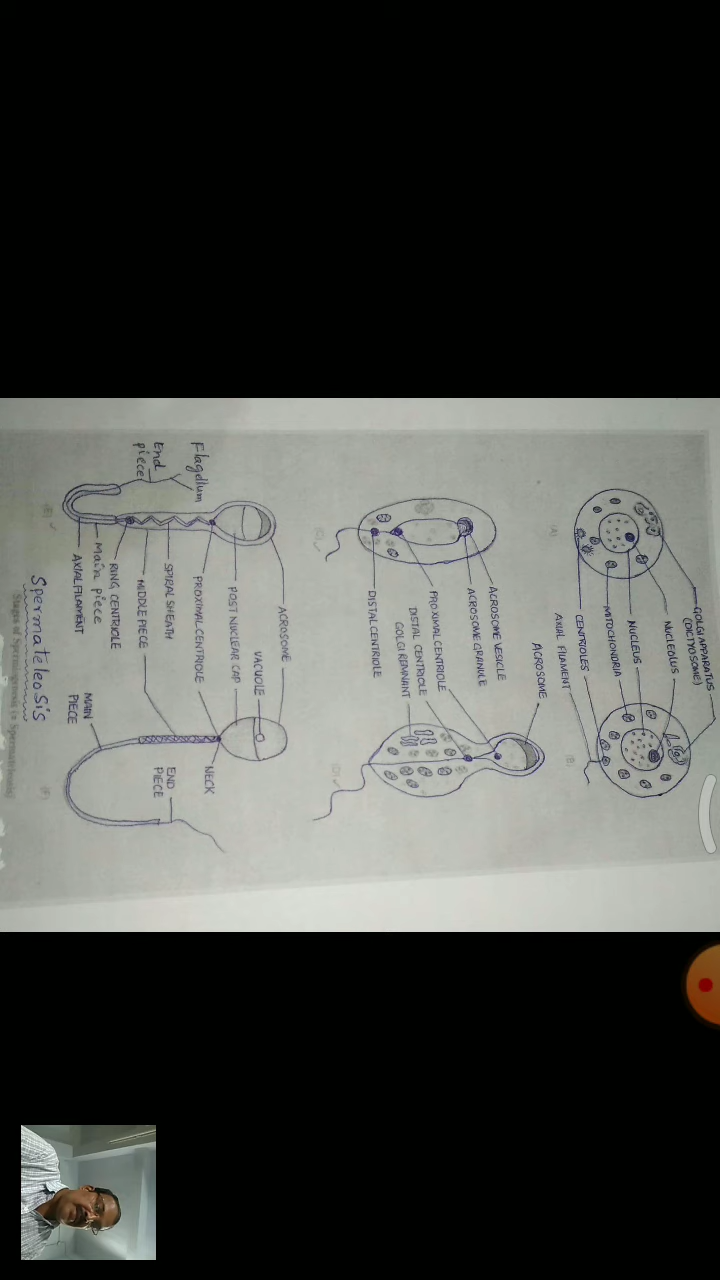 GOLGI APPARATUS
(DICTYOSOME)
NUCLEOLUS
NUCLEUS
MITOCHONDRIA
CENTRIOLES
AXIAL FILAMENT
(A)
(B)
ACROSOME
ACROSOME VESICLE
ACROSOME GRANULE
PROXIMAL CENTRIOLE
DISTAL CENTRIOLE
GOLGI REMNANT
DISTAL CENTRIOLE
(C)
(D)
ACROSOME
VACUOLE
POST NUCLEAR CAP
PROXIMAL CENTRIOLE
SPIRAL SHEATH
MIDDLE PIECE
RING CENTRIOLE
Main piece
AXIAL FILAMENT
Flagellum
End
piece
NECK
END
PIECE
MAIN
PIECE
(E)
(F)
Spermateleosis